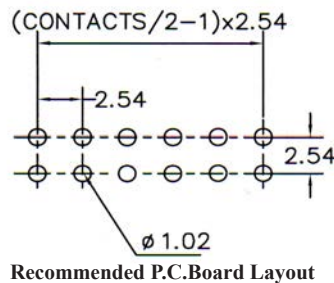 (CONTACTS/2-1)x2.54
2.54
2.54
ø1.02
Recommended P.C.Board Layout